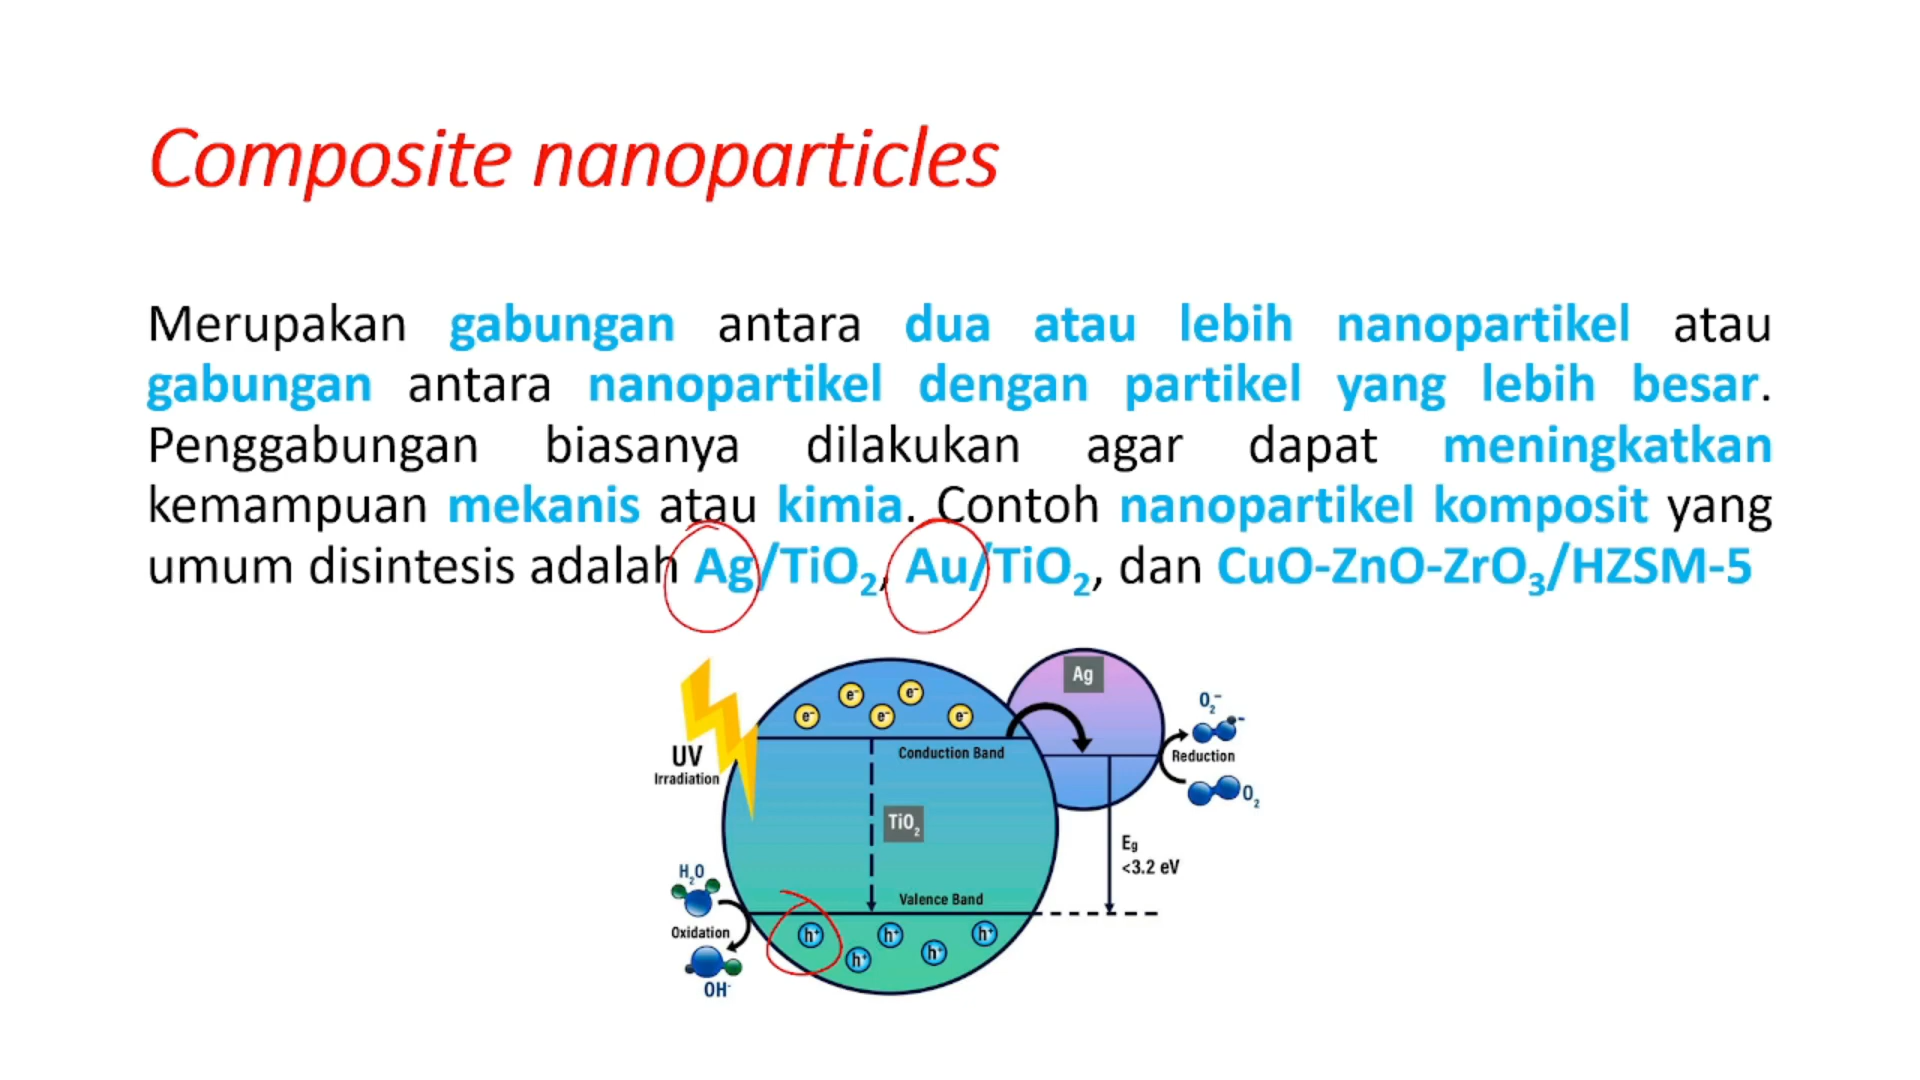 Composite nanoparticles
Merupakan gabungan antara dua atau lebih nanopartikel atau
gabungan antara nanopartikel dengan partikel yang lebih besar.
Penggabungan biasanya dilakukan agar dapat meningkatkan
kemampuan mekanis atau kimia. Contoh nanopartikel komposit yang
umum disintesis adalah Ag/TiO₂, Au/TiO₂, dan CuO-ZnO-ZrO₃/HZSM-5
Ag
e⁻ e⁻
e⁻ e⁻ e⁻
O₂⁻
UV
Irradiation
Conduction Band
Reduction
O₂
TiO₂
Eg
<3.2 eV
H₂O
Valence Band
Oxidation
h⁺ h⁺ h⁺
h⁺ h⁺
OH⁻